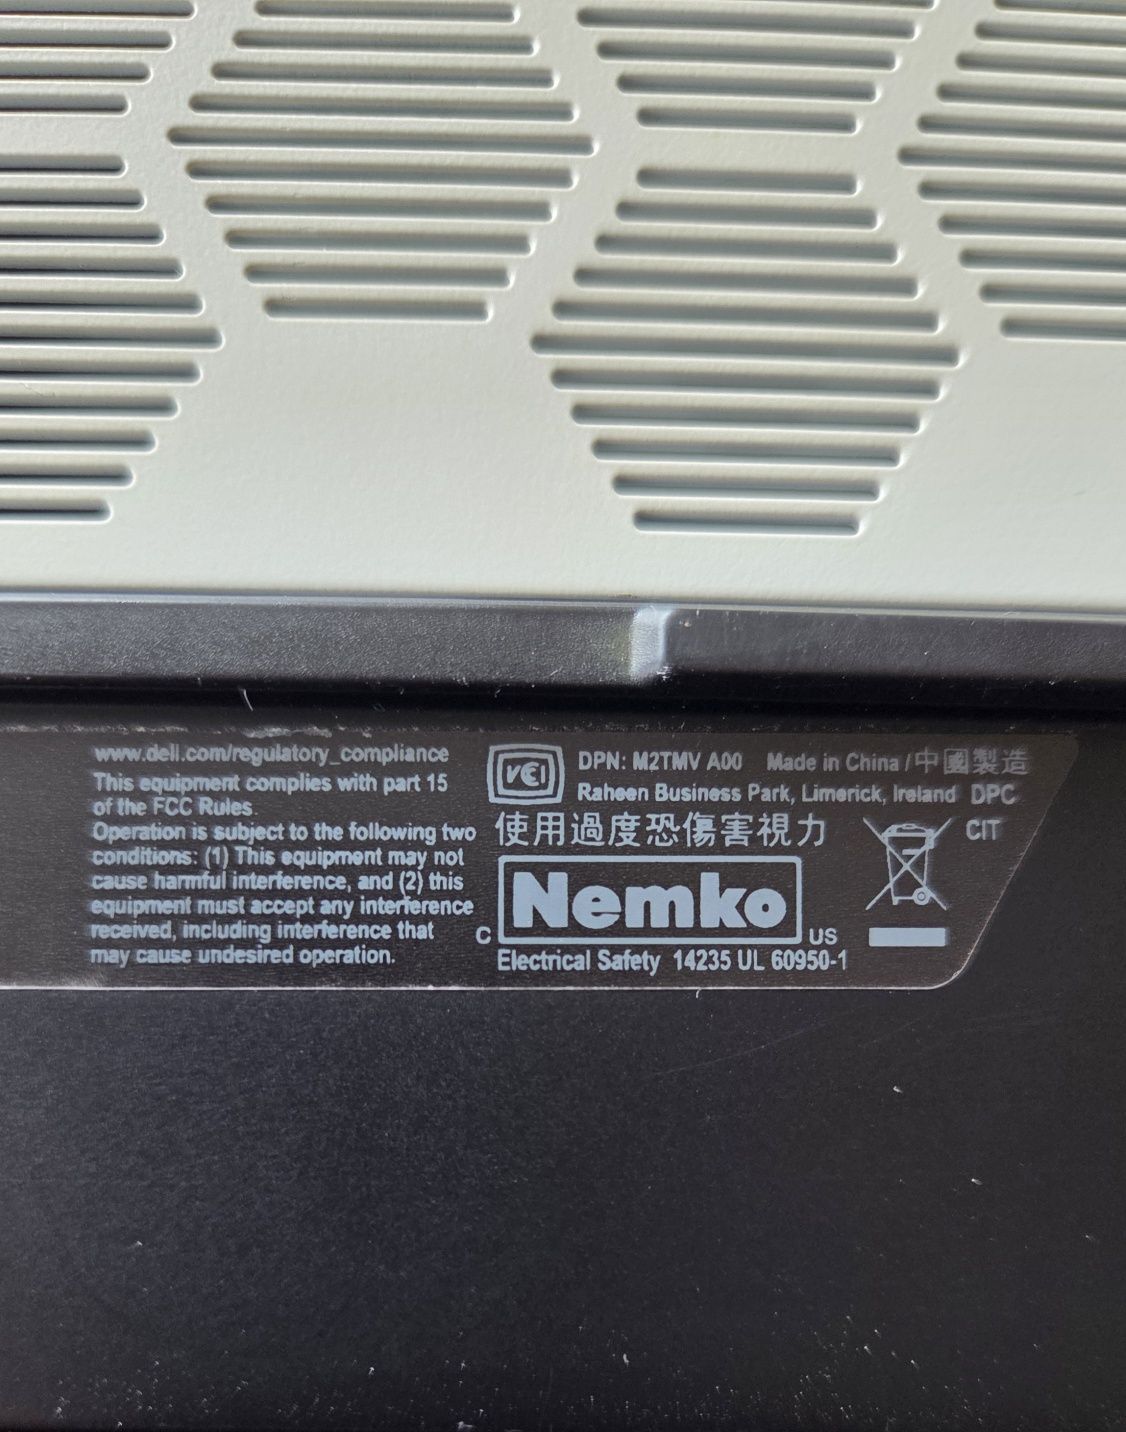 www.dell.com/regulatory_compliance
This equipment complies with part 15
of the FCC Rules
Operation is subject to the following two
conditions: (1) This equipment may not
cause harmful interference, and (2) this
equipment must accept any interference
received, including interference that
may cause undesired operation.
VCI
DPN: M2TMV A00 Made in China / 中國製造
Raheen Business Park, Limerick, Ireland DPC
使用過度恐傷害視力
CIT
C Nemko US
Electrical Safety 14235 UL 60950-1